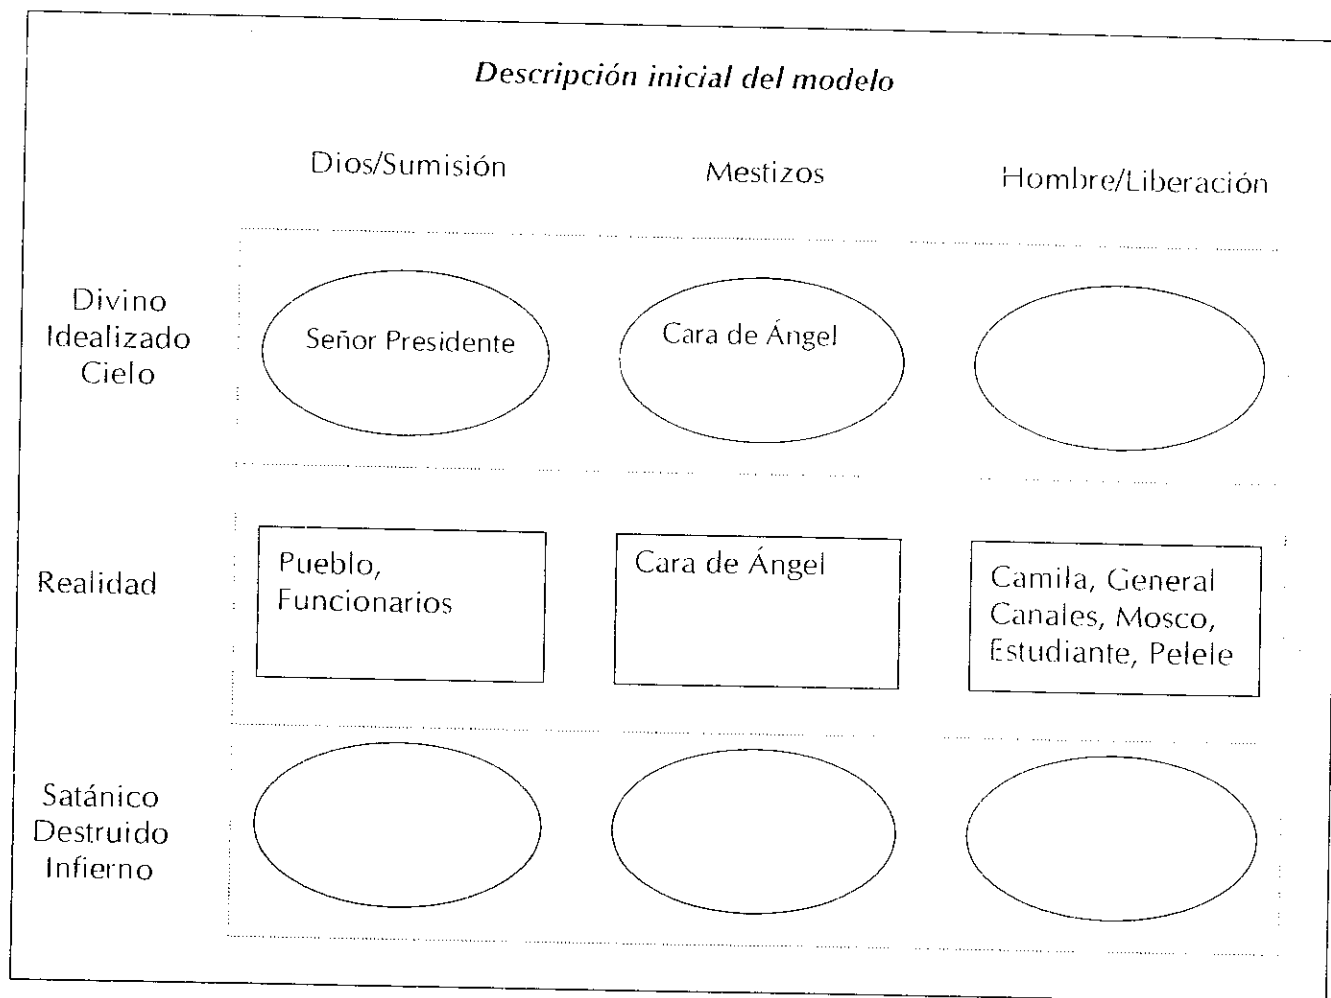 Descripción inicial del modelo
Dios/Sumisión
Mestizos
Hombre/Liberación
Divino
Idealizado
Cielo
Señor Presidente
Cara de Ángel
Realidad
Pueblo,
Funcionarios
Cara de Ángel
Camila, General
Canales, Mosco,
Estudiante, Pelele
Satánico
Destruido
Infierno